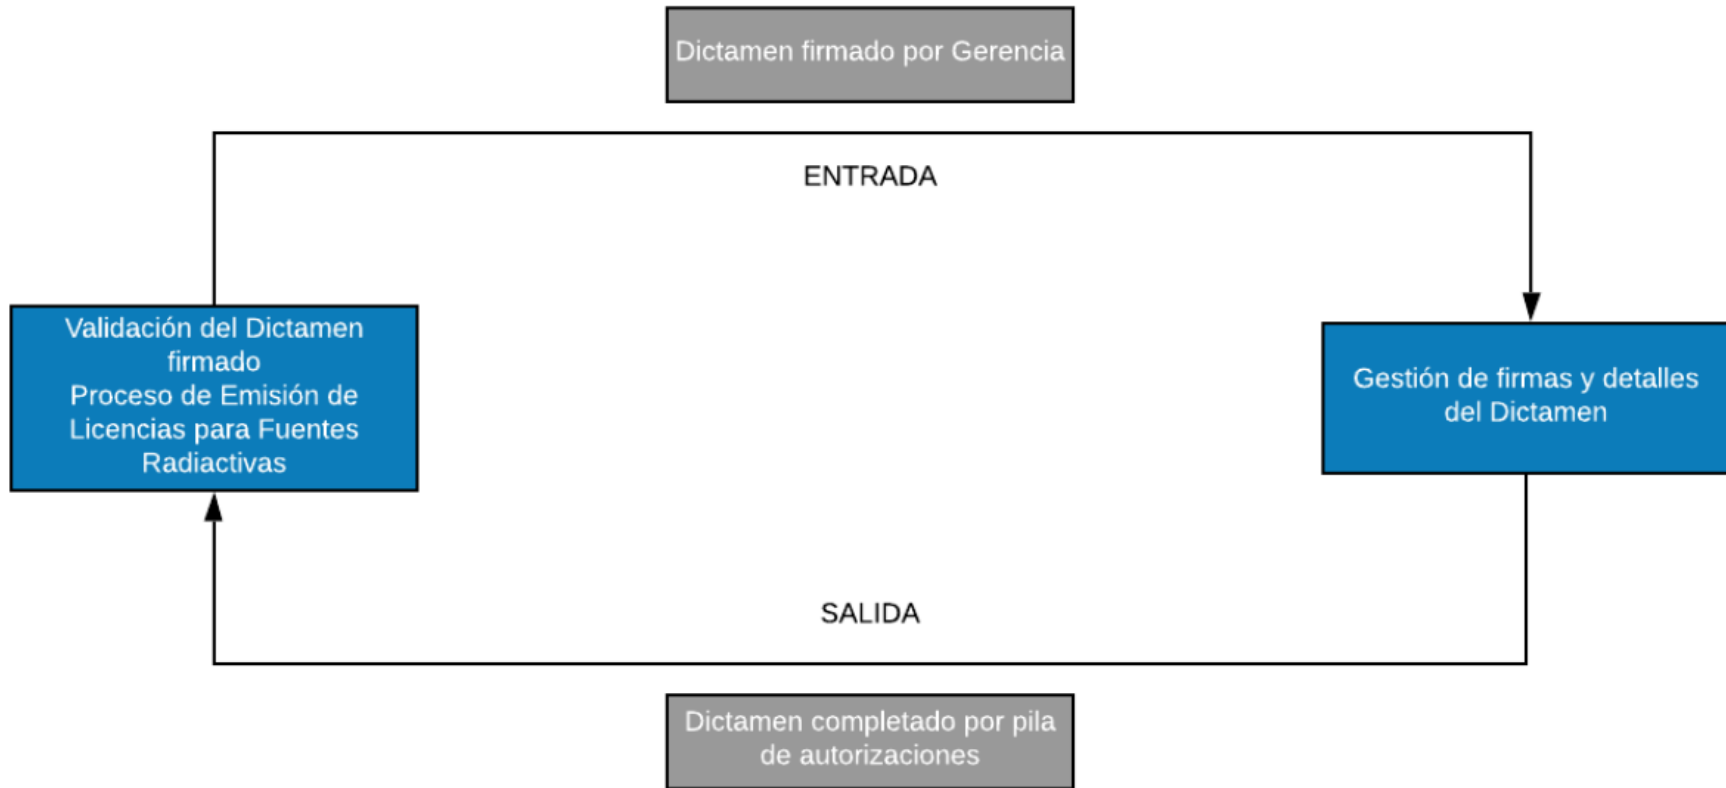 Dictamen firmado por Gerencia
ENTRADA
Validación del Dictamen
firmado
Proceso de Emisión de
Licencias para Fuentes
Radiactivas
Gestión de firmas y detalles
del Dictamen
SALIDA
Dictamen completado por pila
de autorizaciones